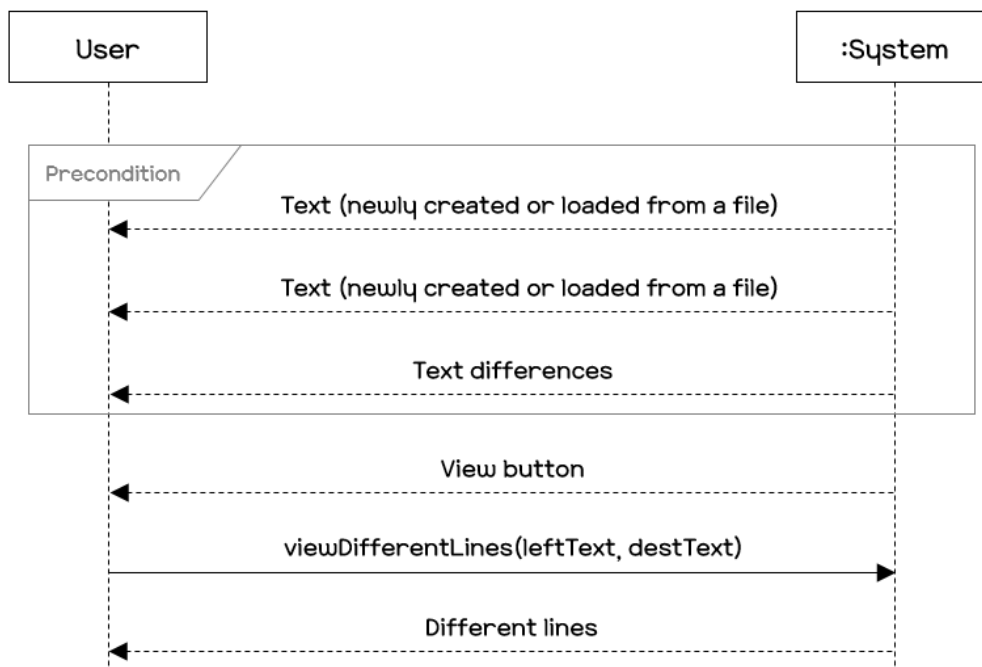 User
:System
Precondition
Text (newly created or loaded from a file)
Text (newly created or loaded from a file)
Text differences
View button
viewDifferentLines(leftText, destText)
Different lines